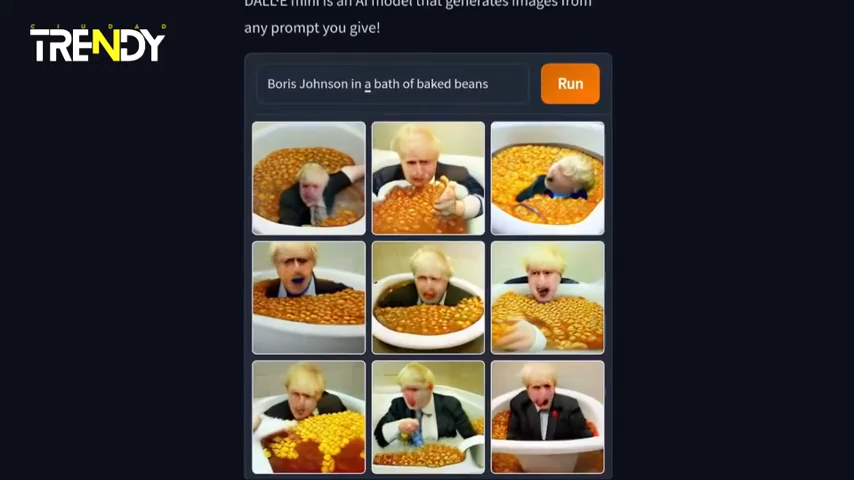 DALL·E mini is an AI model that generates images from
any prompt you give!
CIUDAD
TRENDY
Boris Johnson in a bath of baked beans
Run